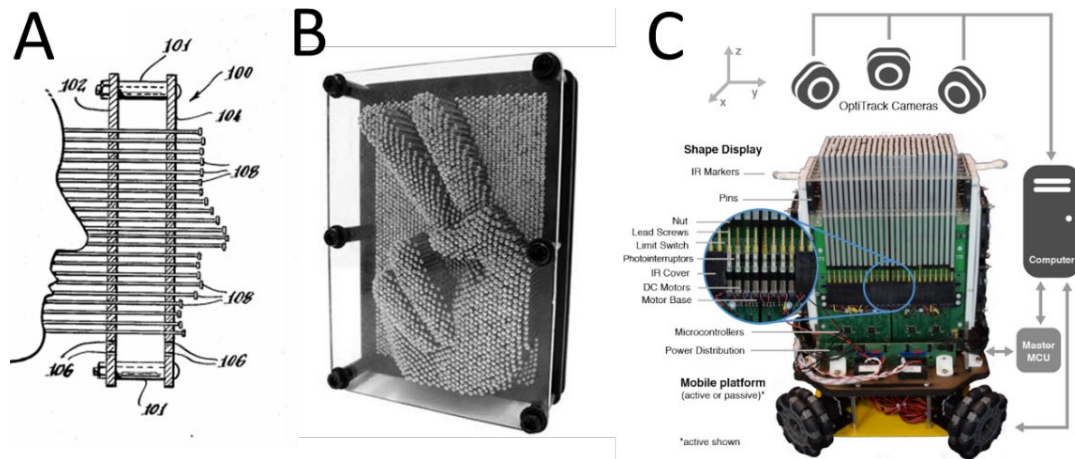 A
101
102
100
104
108
108
106
106
101
B
C
z
y
x
OptiTrack Cameras
Shape Display
IR Markers
Pins
Nut
Lead Screws
Limit Switch
Photointerruptors
IR Cover
DC Motors
Motor Base
Microcontrollers
Power Distribution
Mobile platform
(active or passive)*
*active shown
Computer
Master
MCU